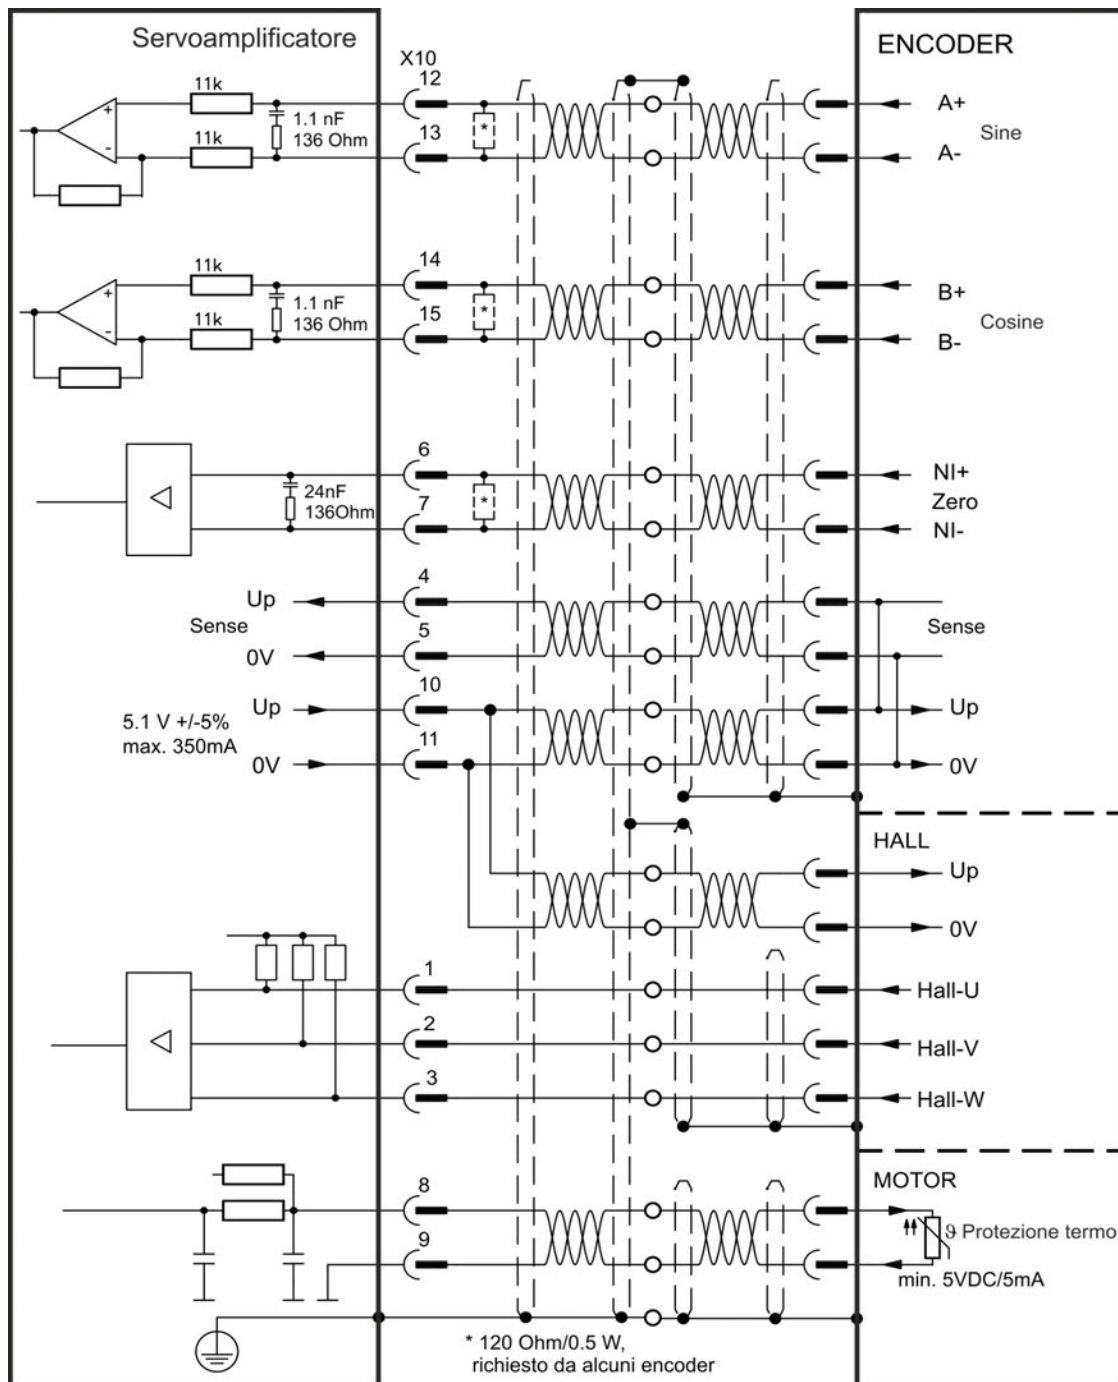 Servoamplificatore
ENCODER
X10
12
11k
1.1 nF
136 Ohm
*
A+
Sine
13
11k
A-
14
11k
1.1 nF
136 Ohm
*
B+
Cosine
15
11k
B-
6
24nF
136Ohm
*
NI+
Zero
7
NI-
4
Up
Sense
Sense
5
0V
10
Up
Up
5.1 V +/-5%
max. 350mA
11
0V
0V
HALL
Up
0V
1
Hall-U
2
Hall-V
3
Hall-W
MOTOR
8
ϑ Protezione termo
9
min. 5VDC/5mA
* 120 Ohm/0.5 W,
richiesto da alcuni encoder
+
-
+
-